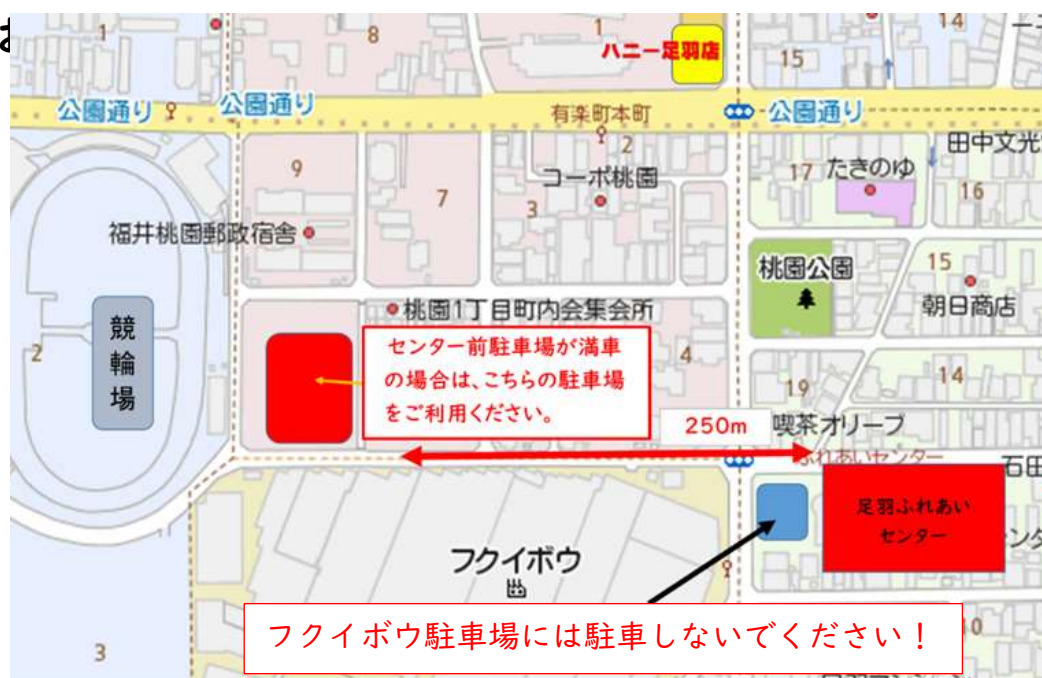 1
8
1
ハニー足羽店
15
14
公園通り
公園通り
有楽町本町
公園通り
9
7
3
2
コーポ桃園
17
たきのゆ
田中文光
16
福井桃園郵政宿舎
桃園公園
15
朝日商店
桃園1丁目町内会集会所
2
競輪場
センター前駐車場が満車
の場合は、こちらの駐車場
をご利用ください。
4
19
14
250m
喫茶オリーブ
ふれあいセンター
石田
足羽ふれあい
センター
11
フクイボウ
フクイボウ駐車場には駐車しないでください！
10
3